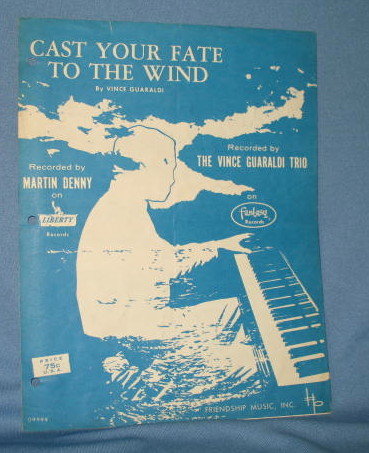 CAST YOUR FATE
TO THE WIND
By VINCE GUARALDI
Recorded by
MARTIN DENNY
on
LIBERTY
Records
Recorded by
THE VINCE GUARALDI TRIO
on
Fantasy
Records
PRICE
75c
U.S.A.
FRIENDSHIP MUSIC, INC.